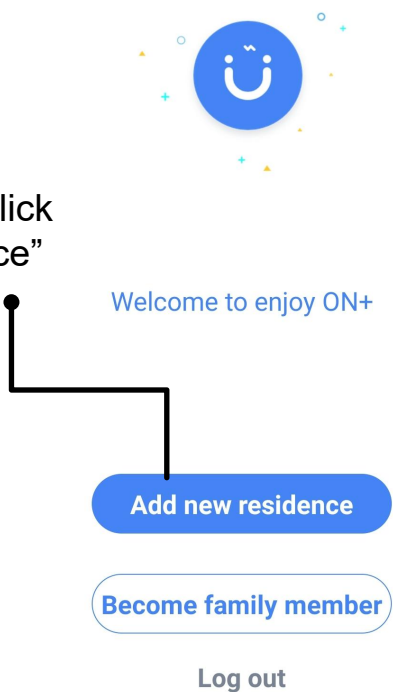 lick
ce”
Welcome to enjoy ON+
Add new residence
Become family member
Log out